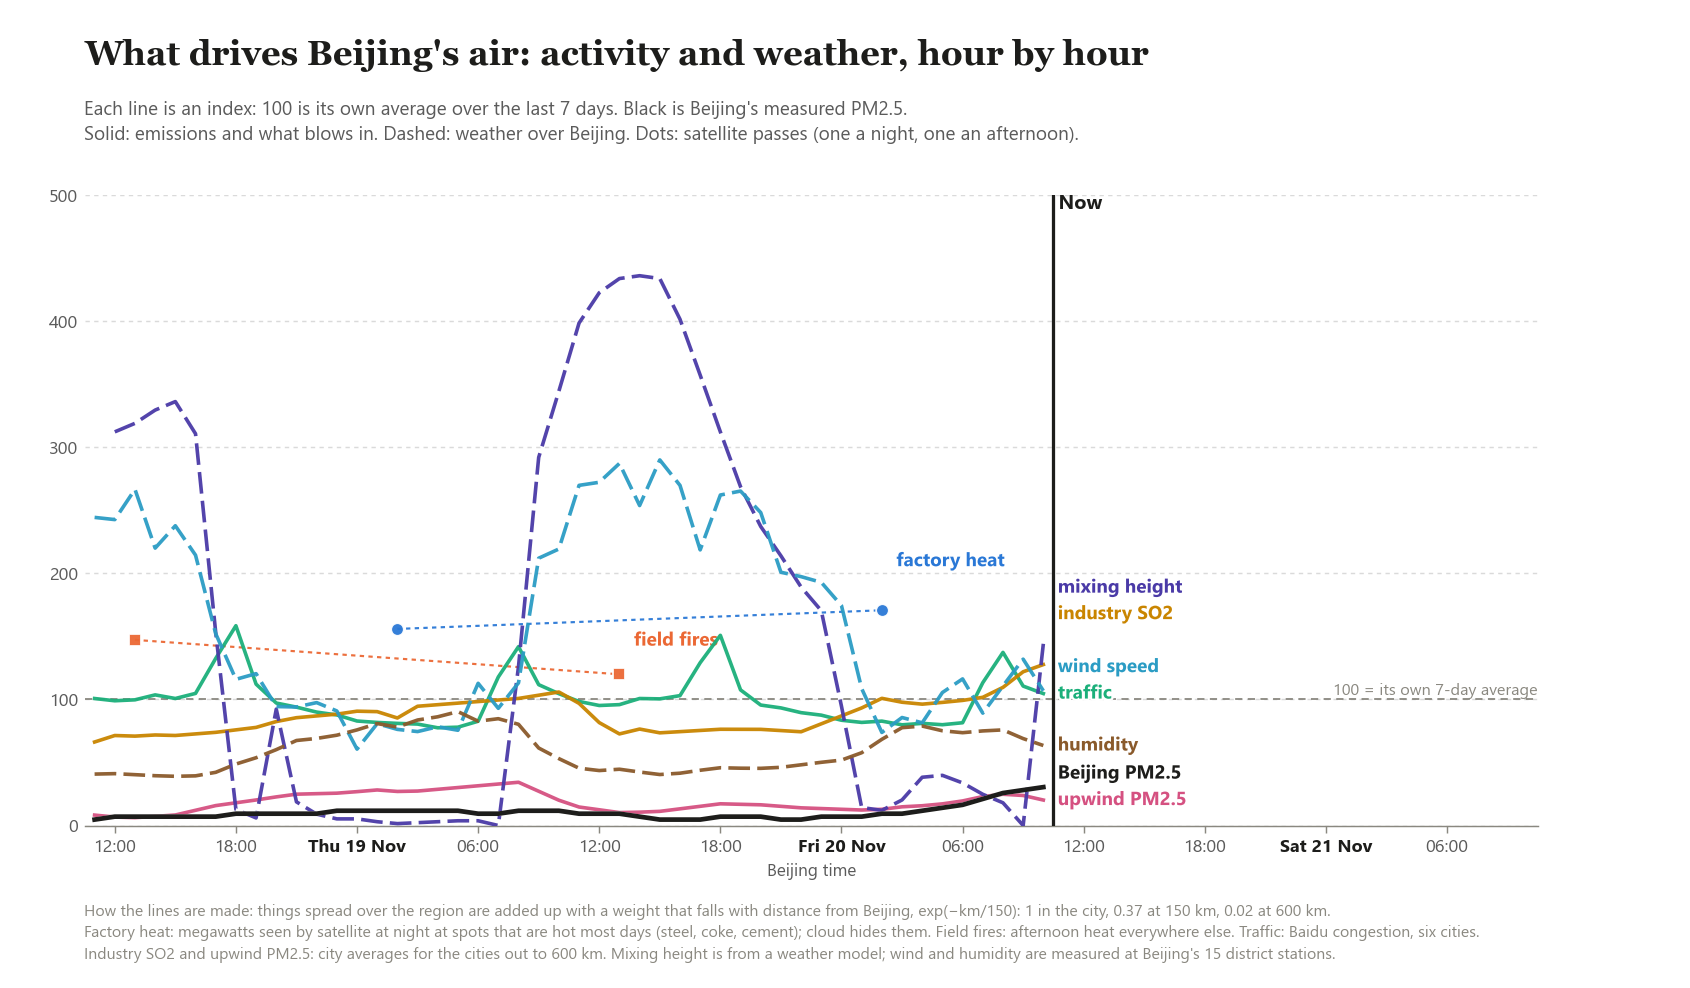 What drives Beijing's air: activity and weather, hour by hour
Each line is an index: 100 is its own average over the last 7 days. Black is Beijing's measured PM2.5.
Solid: emissions and what blows in. Dashed: weather over Beijing. Dots: satellite passes (one a night, one an afternoon).
500
Now
400
300
200
100
0
factory heat
field fires
mixing height
industry SO2
wind speed
traffic
100 = its own 7-day average
humidity
Beijing PM2.5
upwind PM2.5
12:00 18:00 Thu 19 Nov 06:00 12:00 18:00 Fri 20 Nov 06:00 12:00 18:00 Sat 21 Nov 06:00
Beijing time
How the lines are made: things spread over the region are added up with a weight that falls with distance from Beijing, exp(−km/150): 1 in the city, 0.37 at 150 km, 0.02 at 600 km.
Factory heat: megawatts seen by satellite at night at spots that are hot most days (steel, coke, cement); cloud hides them. Field fires: afternoon heat everywhere else. Traffic: Baidu congestion, six cities.
Industry SO2 and upwind PM2.5: city averages for the cities out to 600 km. Mixing height is from a weather model; wind and humidity are measured at Beijing's 15 district stations.